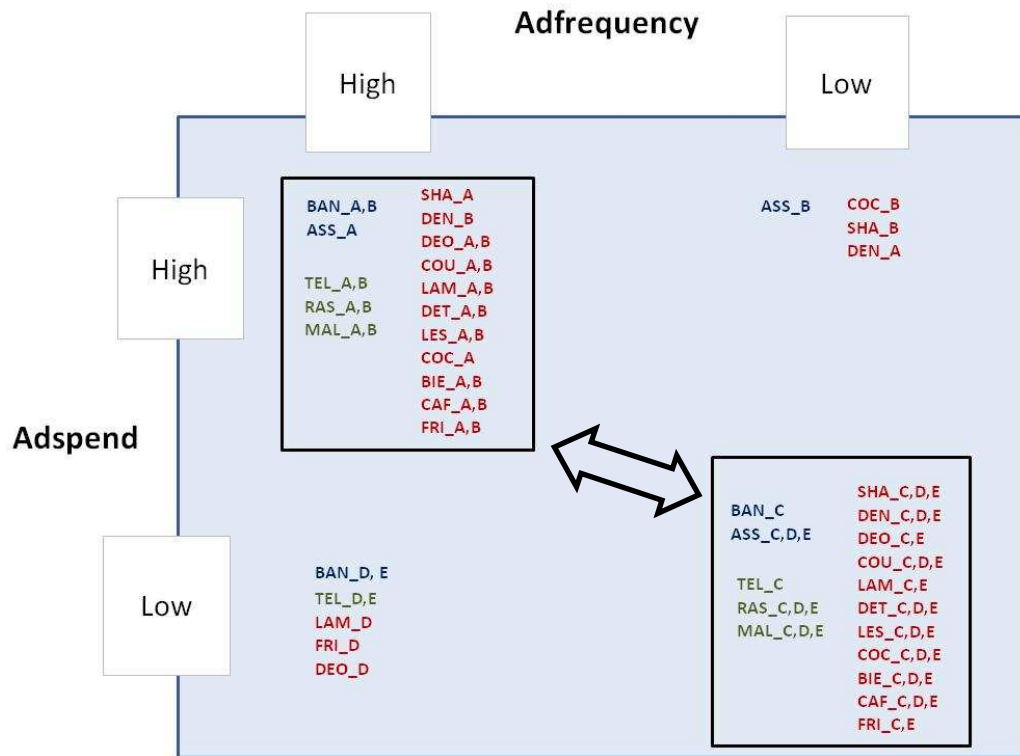 Adfrequency
High
Low
High
BAN_A,B
ASS_A
TEL_A,B
RAS_A,B
MAL_A,B
SHA_A
DEN_B
DEO_A,B
COU_A,B
LAM_A,B
DET_A,B
LES_A,B
COC_A
BIE_A,B
CAF_A,B
FRI_A,B
ASS_B
COC_B
SHA_B
DEN_A
Adspend
Low
BAN_D, E
TEL_D,E
LAM_D
FRI_D
DEO_D
BAN_C
ASS_C,D,E
TEL_C
RAS_C,D,E
MAL_C,D,E
SHA_C,D,E
DEN_C,D,E
DEO_C,E
COU_C,D,E
LAM_C,E
DET_C,D,E
LES_C,D,E
COC_C,D,E
BIE_C,D,E
CAF_C,D,E
FRI_C,E